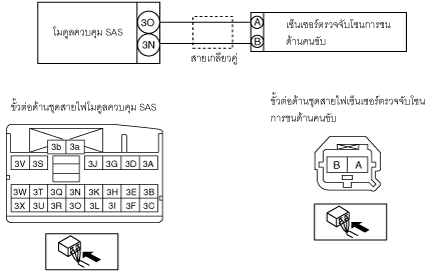 โมดูลควบคุม SAS
3O
3N
A
B
เซ็นเซอร์ตรวจจับโซนการชน
ด้านคนขับ
สายเกลียวคู่
ขั้วต่อด้านชุดสายไฟโมดูลควบคุม SAS
ขั้วต่อด้านชุดสายไฟเซ็นเซอร์ตรวจจับโซน
การชนด้านคนขับ
3b 3a
3V 3S 3J 3G 3D 3A
3W 3T 3Q 3N 3K 3H 3E 3B
3X 3U 3R 3O 3L 3I 3F 3C
B A